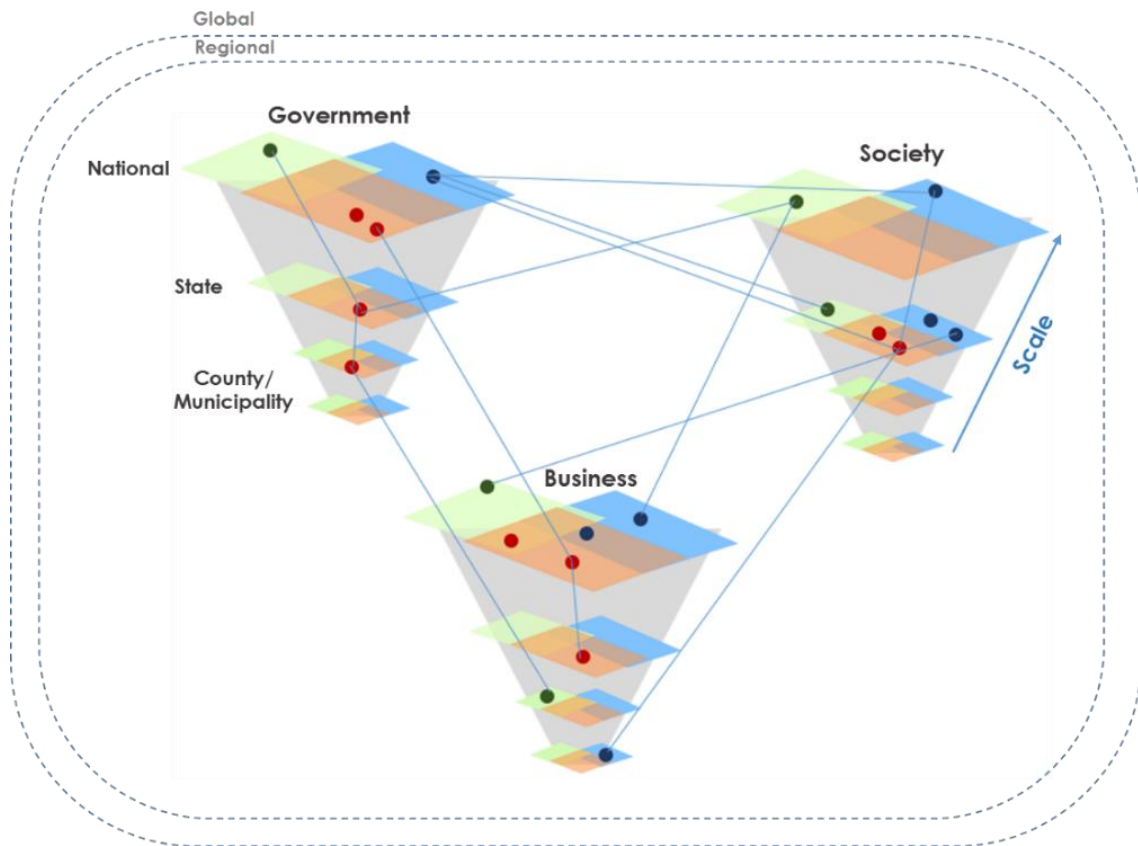 Global
Regional
Government
National
Society
State
Scale
County/
Municipality
Business